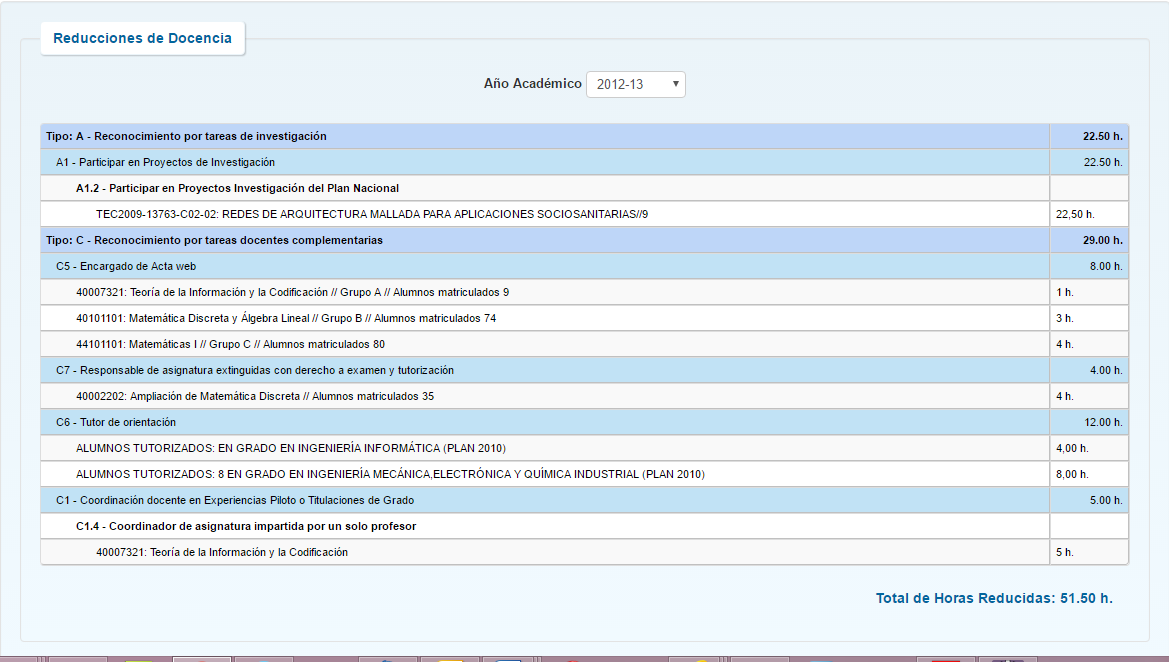 Reducciones de Docencia
Año Académico 2012-13
Tipo: A - Reconocimiento por tareas de investigación 22.50 h.
A1 - Participar en Proyectos de Investigación 22.50 h.
A1.2 - Participar en Proyectos Investigación del Plan Nacional
TEC2009-13763-C02-02: REDES DE ARQUITECTURA MALLADA PARA APLICACIONES SOCIOSANITARIAS//9 22,50 h.
Tipo: C - Reconocimiento por tareas docentes complementarias 29.00 h.
C5 - Encargado de Acta web 8.00 h.
40007321: Teoría de la Información y la Codificación // Grupo A // Alumnos matriculados 9 1 h.
40101101: Matemática Discreta y Álgebra Lineal // Grupo B // Alumnos matriculados 74 3 h.
44101101: Matemáticas I // Grupo C // Alumnos matriculados 80 4 h.
C7 - Responsable de asignatura extinguidas con derecho a examen y tutorización 4.00 h.
40002202: Ampliación de Matemática Discreta // Alumnos matriculados 35 4 h.
C6 - Tutor de orientación 12.00 h.
ALUMNOS TUTORIZADOS: EN GRADO EN INGENIERÍA INFORMÁTICA (PLAN 2010) 4,00 h.
ALUMNOS TUTORIZADOS: 8 EN GRADO EN INGENIERÍA MECÁNICA,ELECTRÓNICA Y QUÍMICA INDUSTRIAL (PLAN 2010) 8,00 h.
C1 - Coordinación docente en Experiencias Piloto o Titulaciones de Grado 5.00 h.
C1.4 - Coordinador de asignatura impartida por un solo profesor
40007321: Teoría de la Información y la Codificación 5 h.
Total de Horas Reducidas: 51.50 h.